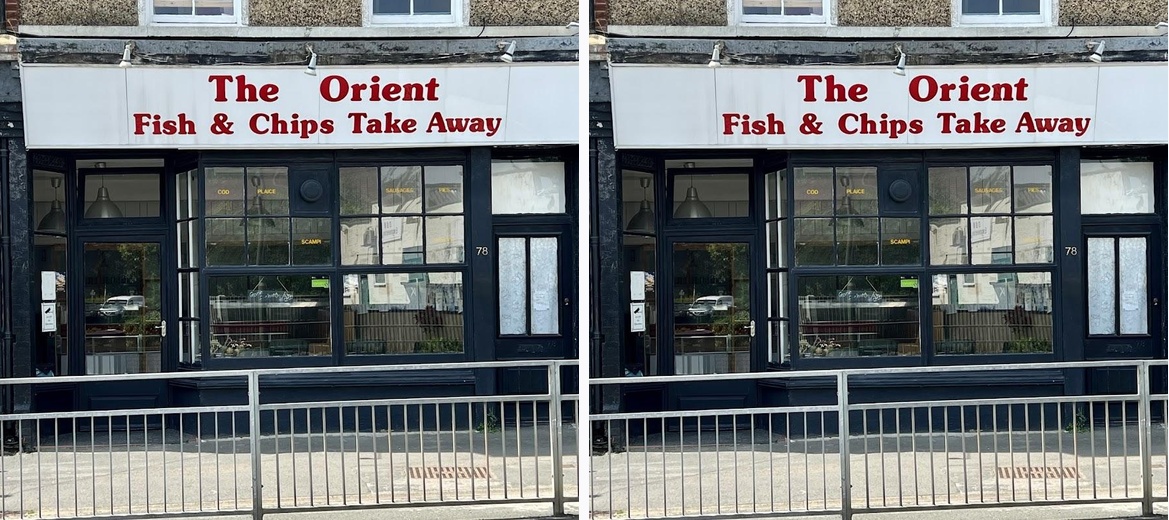 The Orient
Fish & Chips Take Away
COD
PLAICE
SAUSAGES
PIES
SCAMPI
78
The Orient
Fish & Chips Take Away
COD
PLAICE
SAUSAGES
PIES
SCAMPI
78